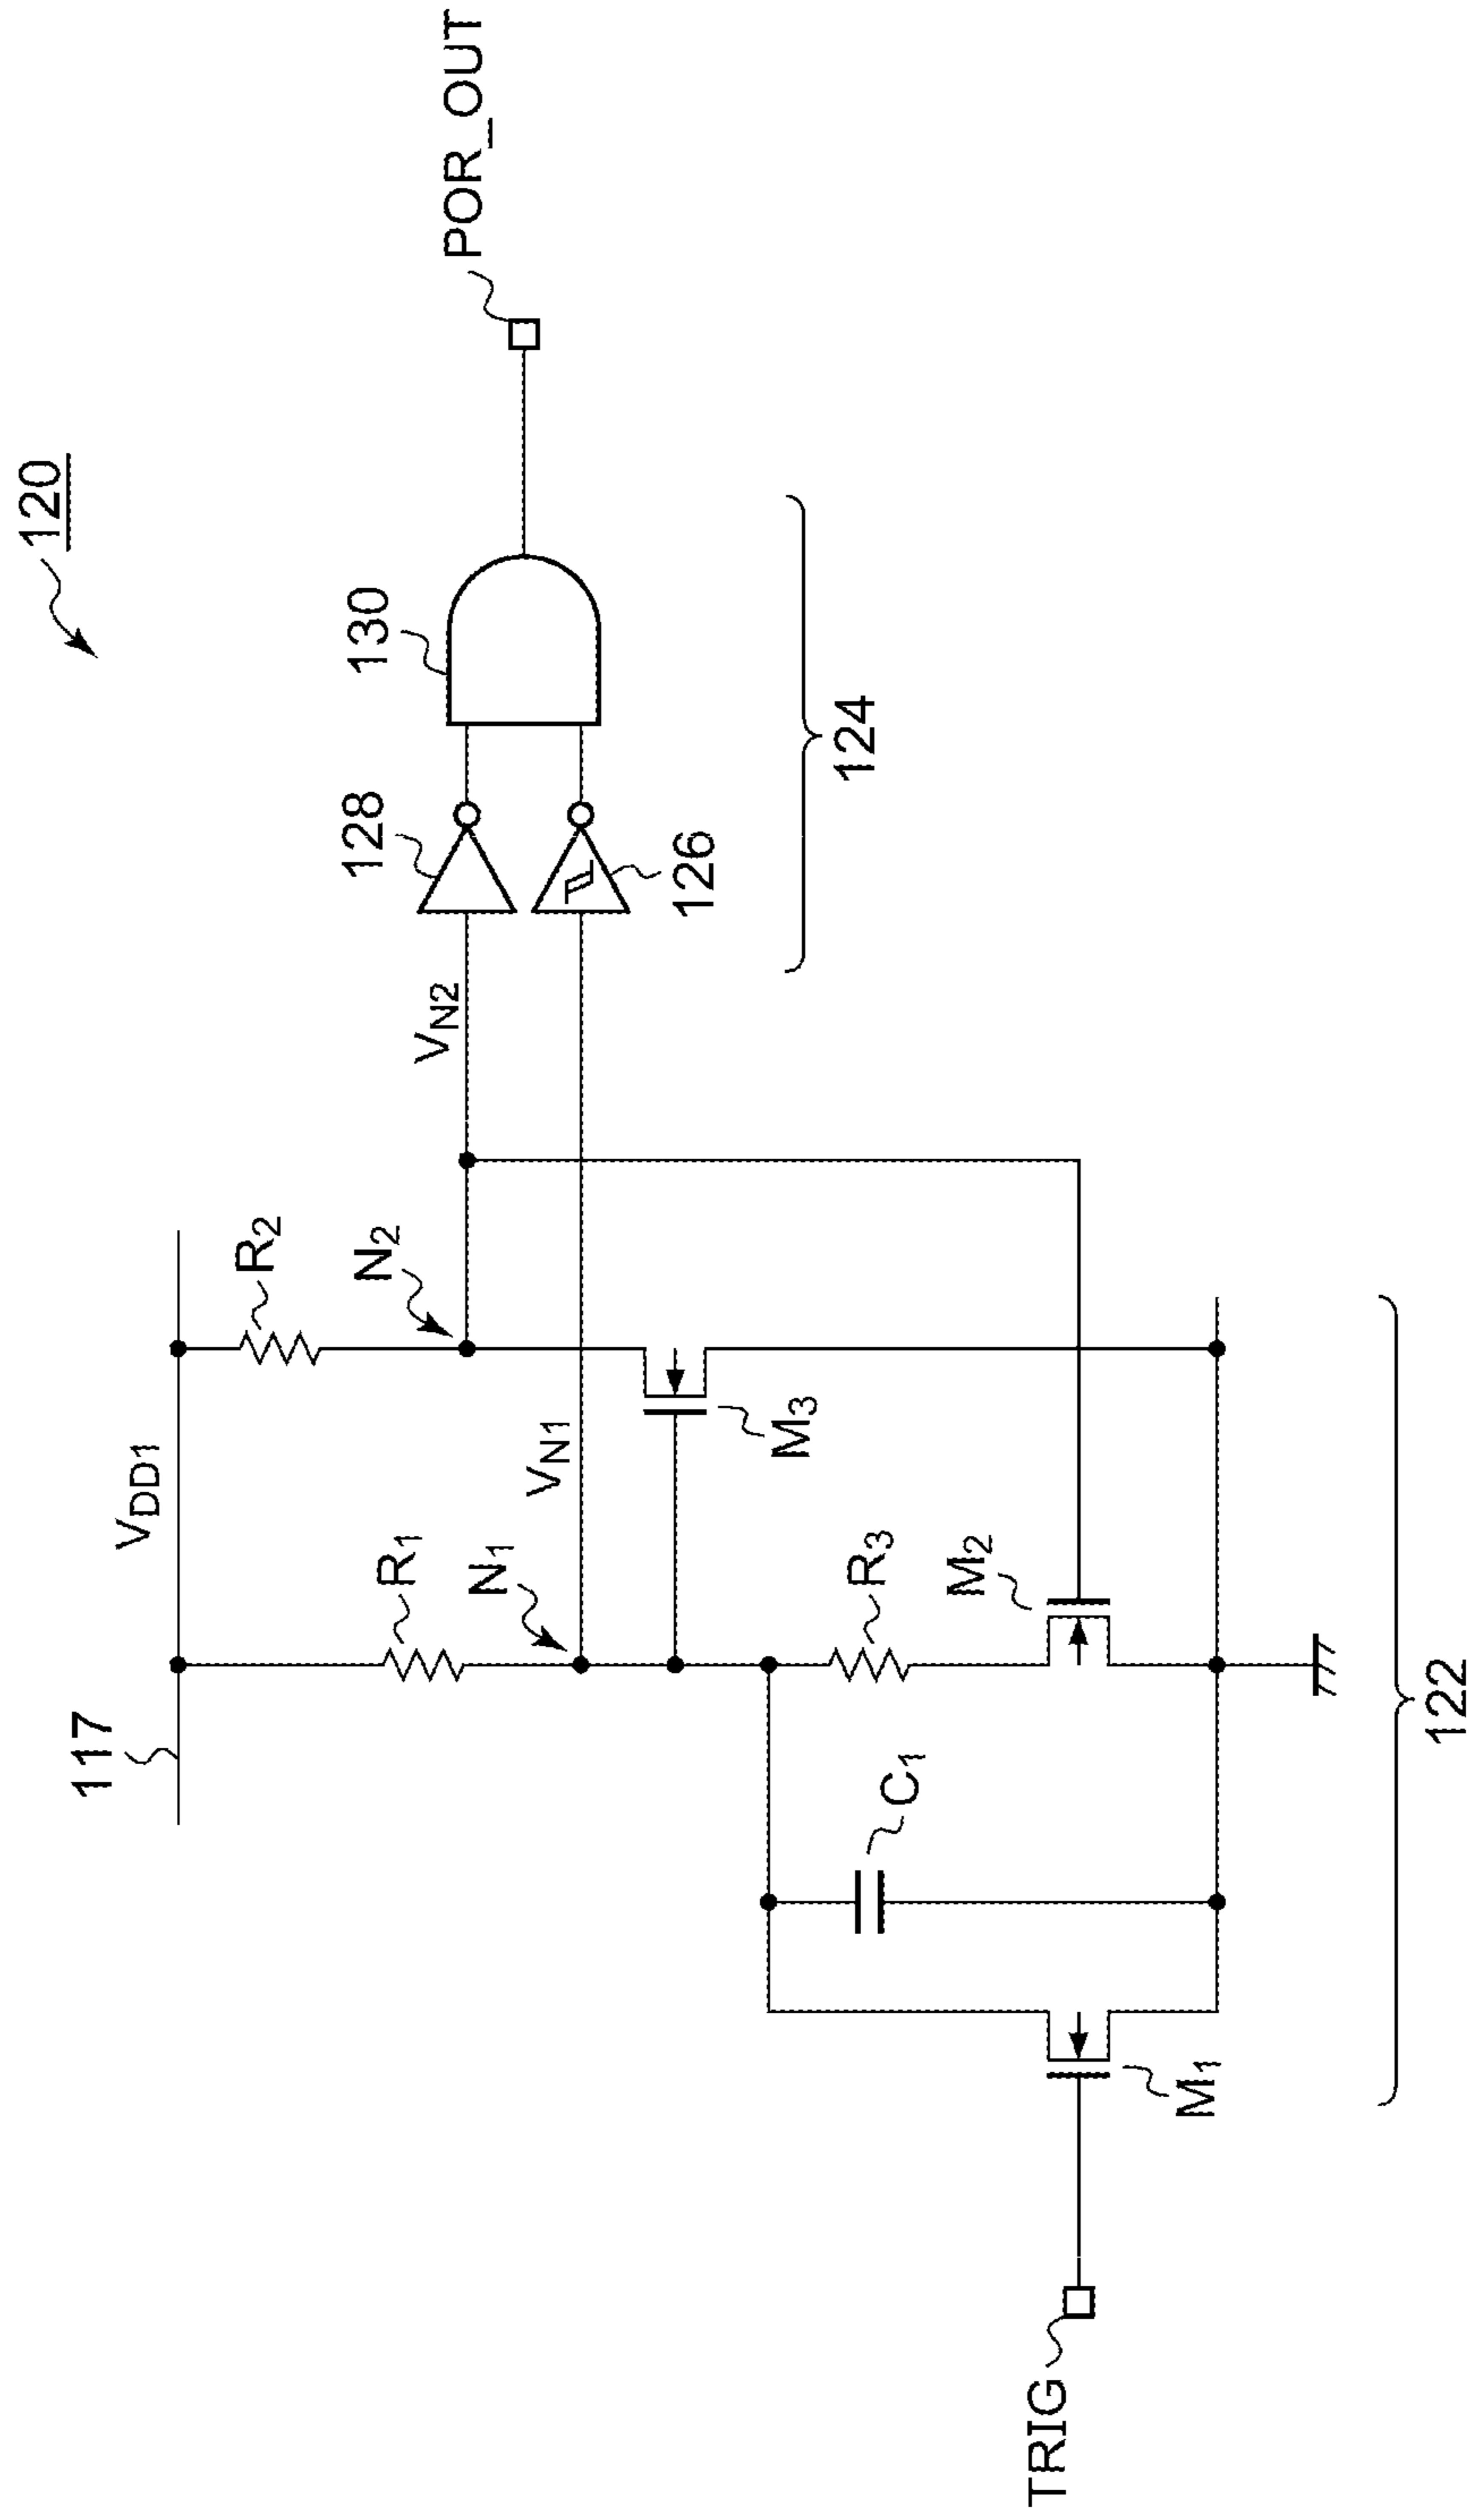 120
117
V_DD1
R_1
R_2
N_1
N_2
V_N1
V_N2
128
126
130
POR_OUT
124
M_3
R_3
M_2
C_1
M_1
TRIG
122